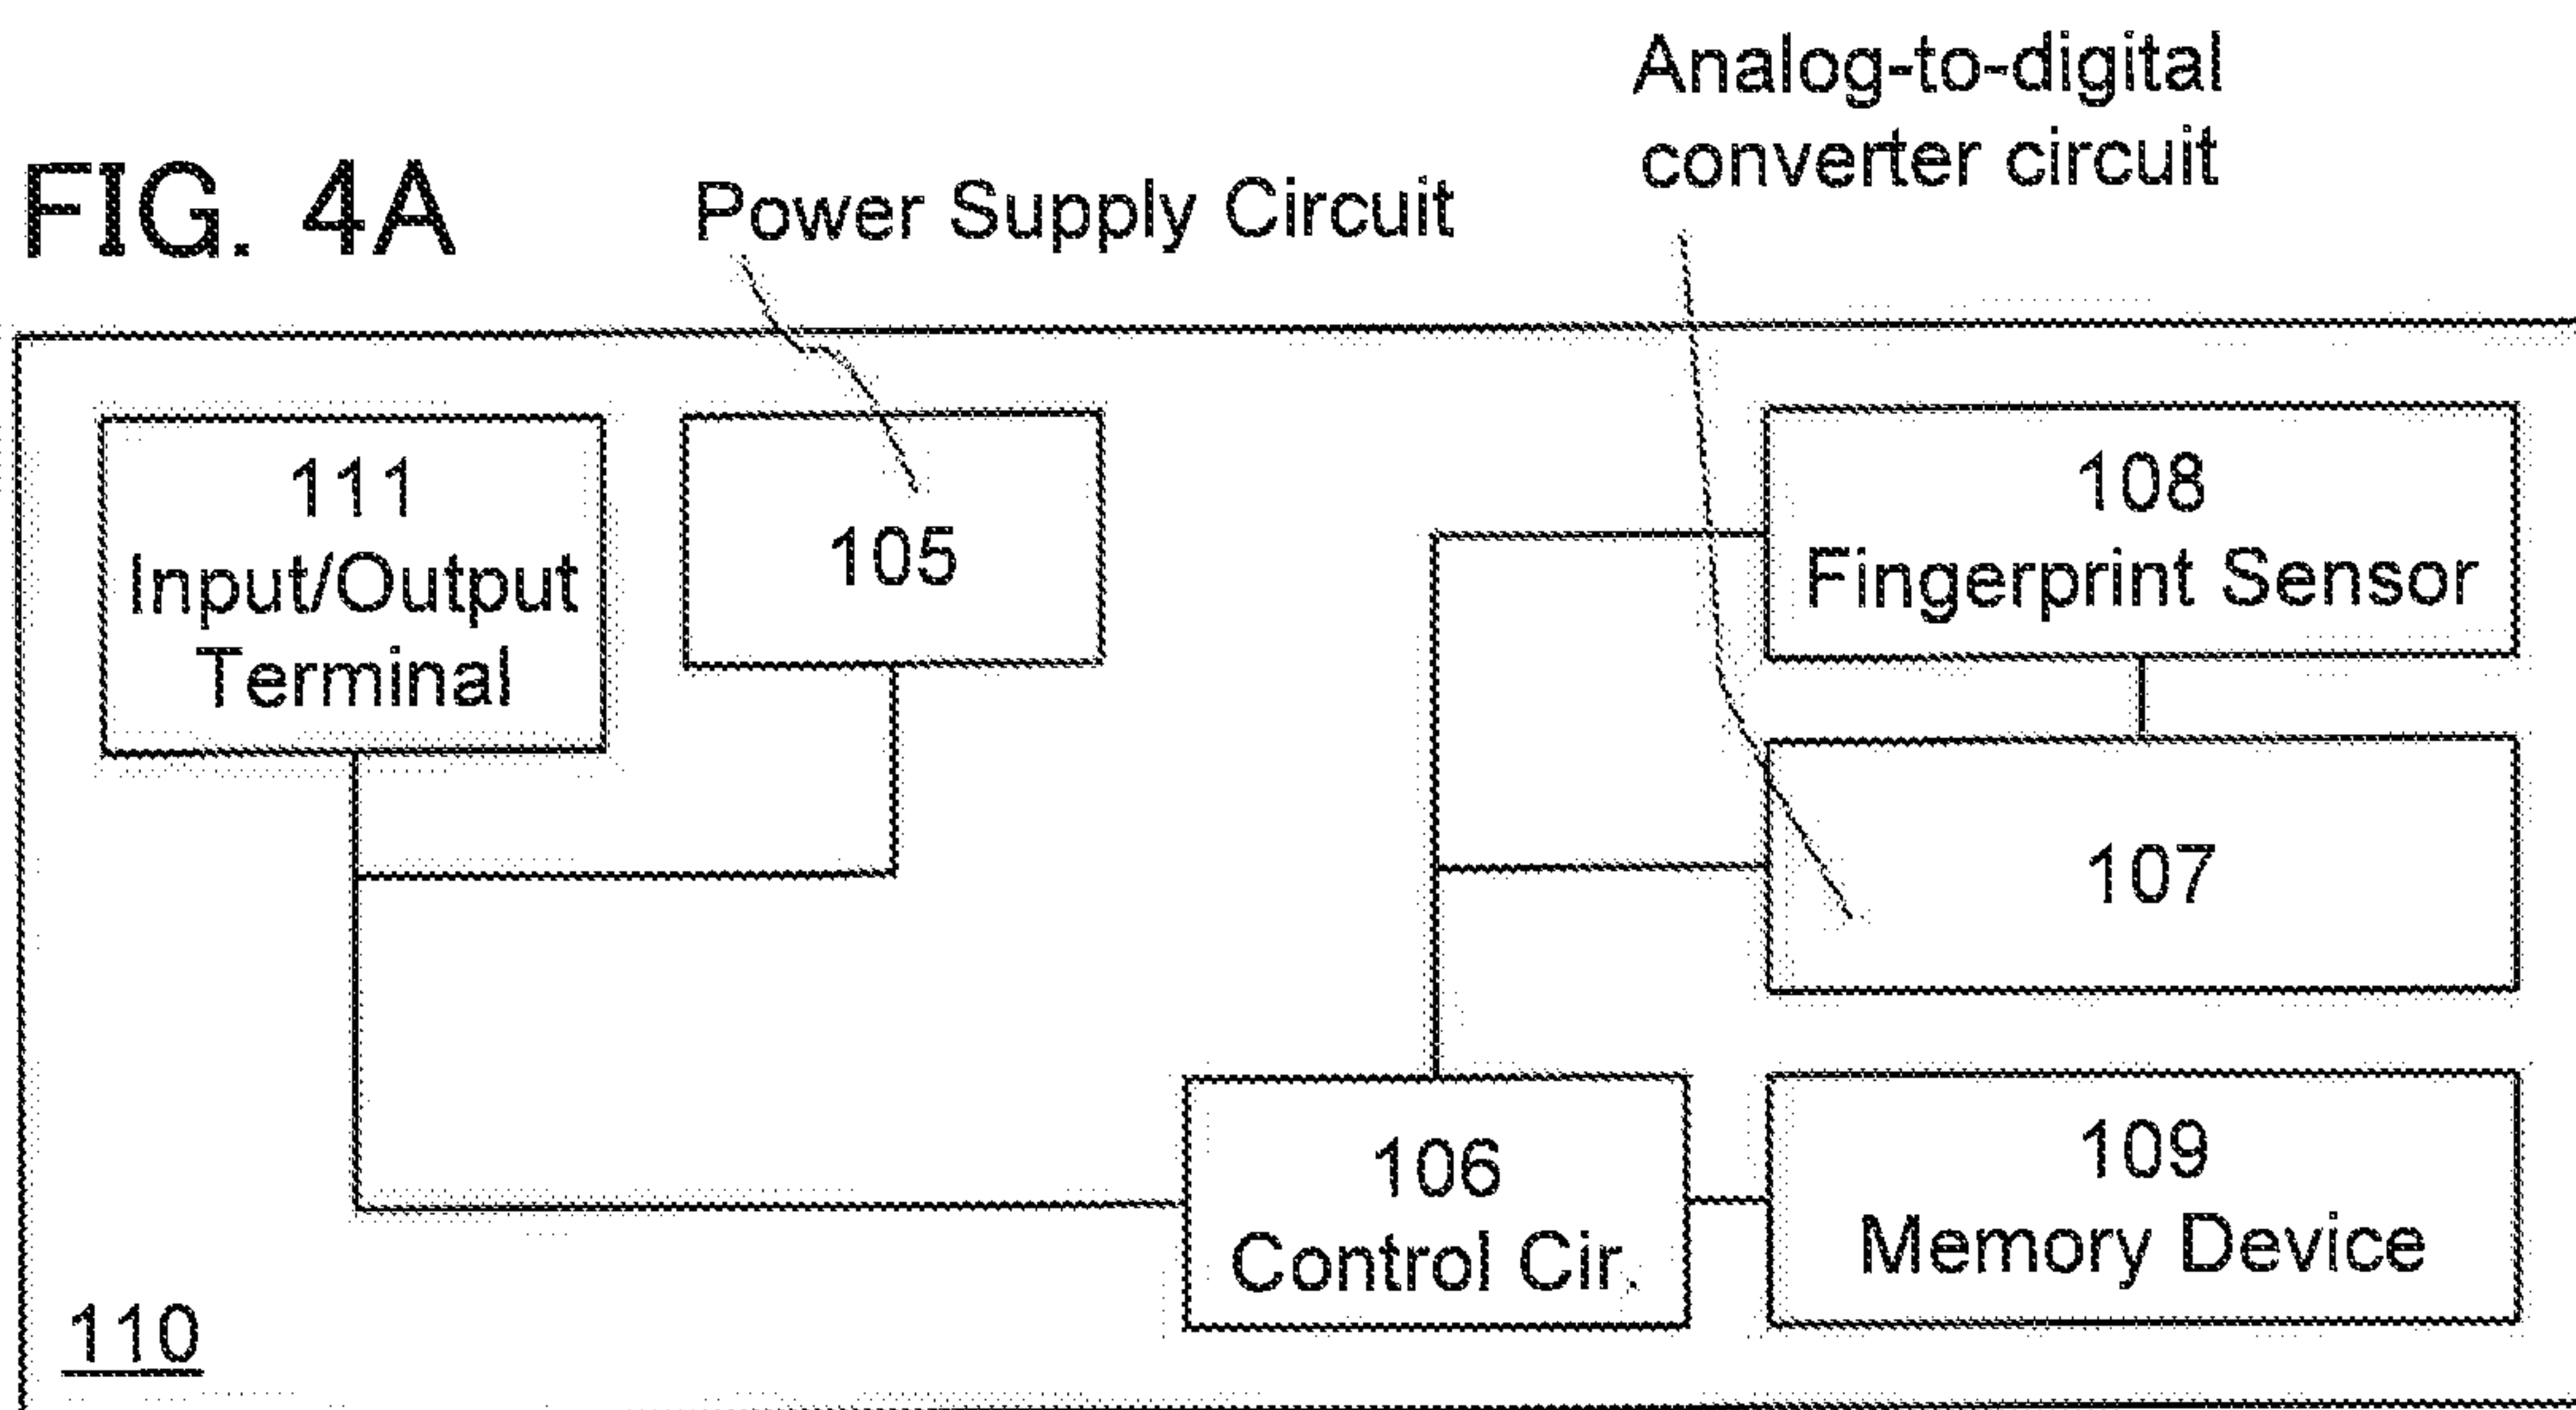 FIG. 4A
Power Supply Circuit
Analog-to-digital
converter circuit
111
Input/Output
Terminal
105
108
Fingerprint Sensor
107
106
Control Cir.
109
Memory Device
110